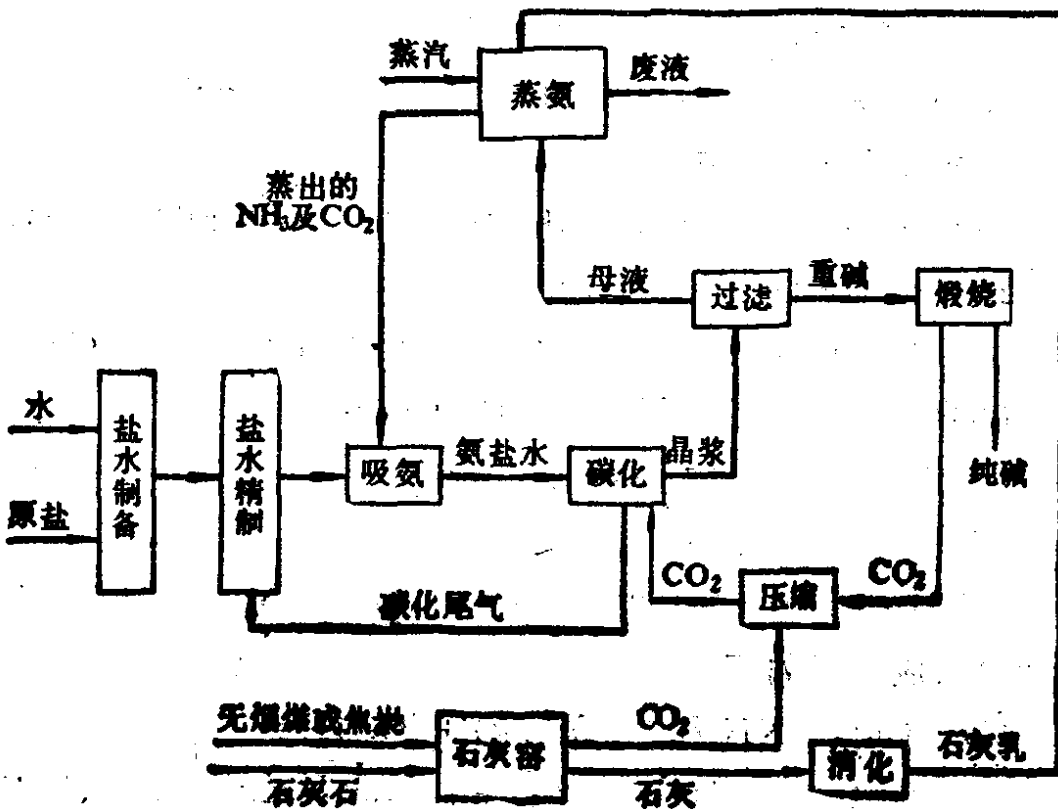 蒸汽
蒸氨
废液
蒸出的
NH₃及CO₂
母液
过滤
重碱
煅烧
水
原盐
盐水制备
盐水精制
吸氨
氨盐水
碳化
晶浆
纯碱
CO₂
压缩
CO₂
碳化尾气
无烟煤或焦炭
石灰石
石灰窑
CO₂
石灰
消化
石灰乳